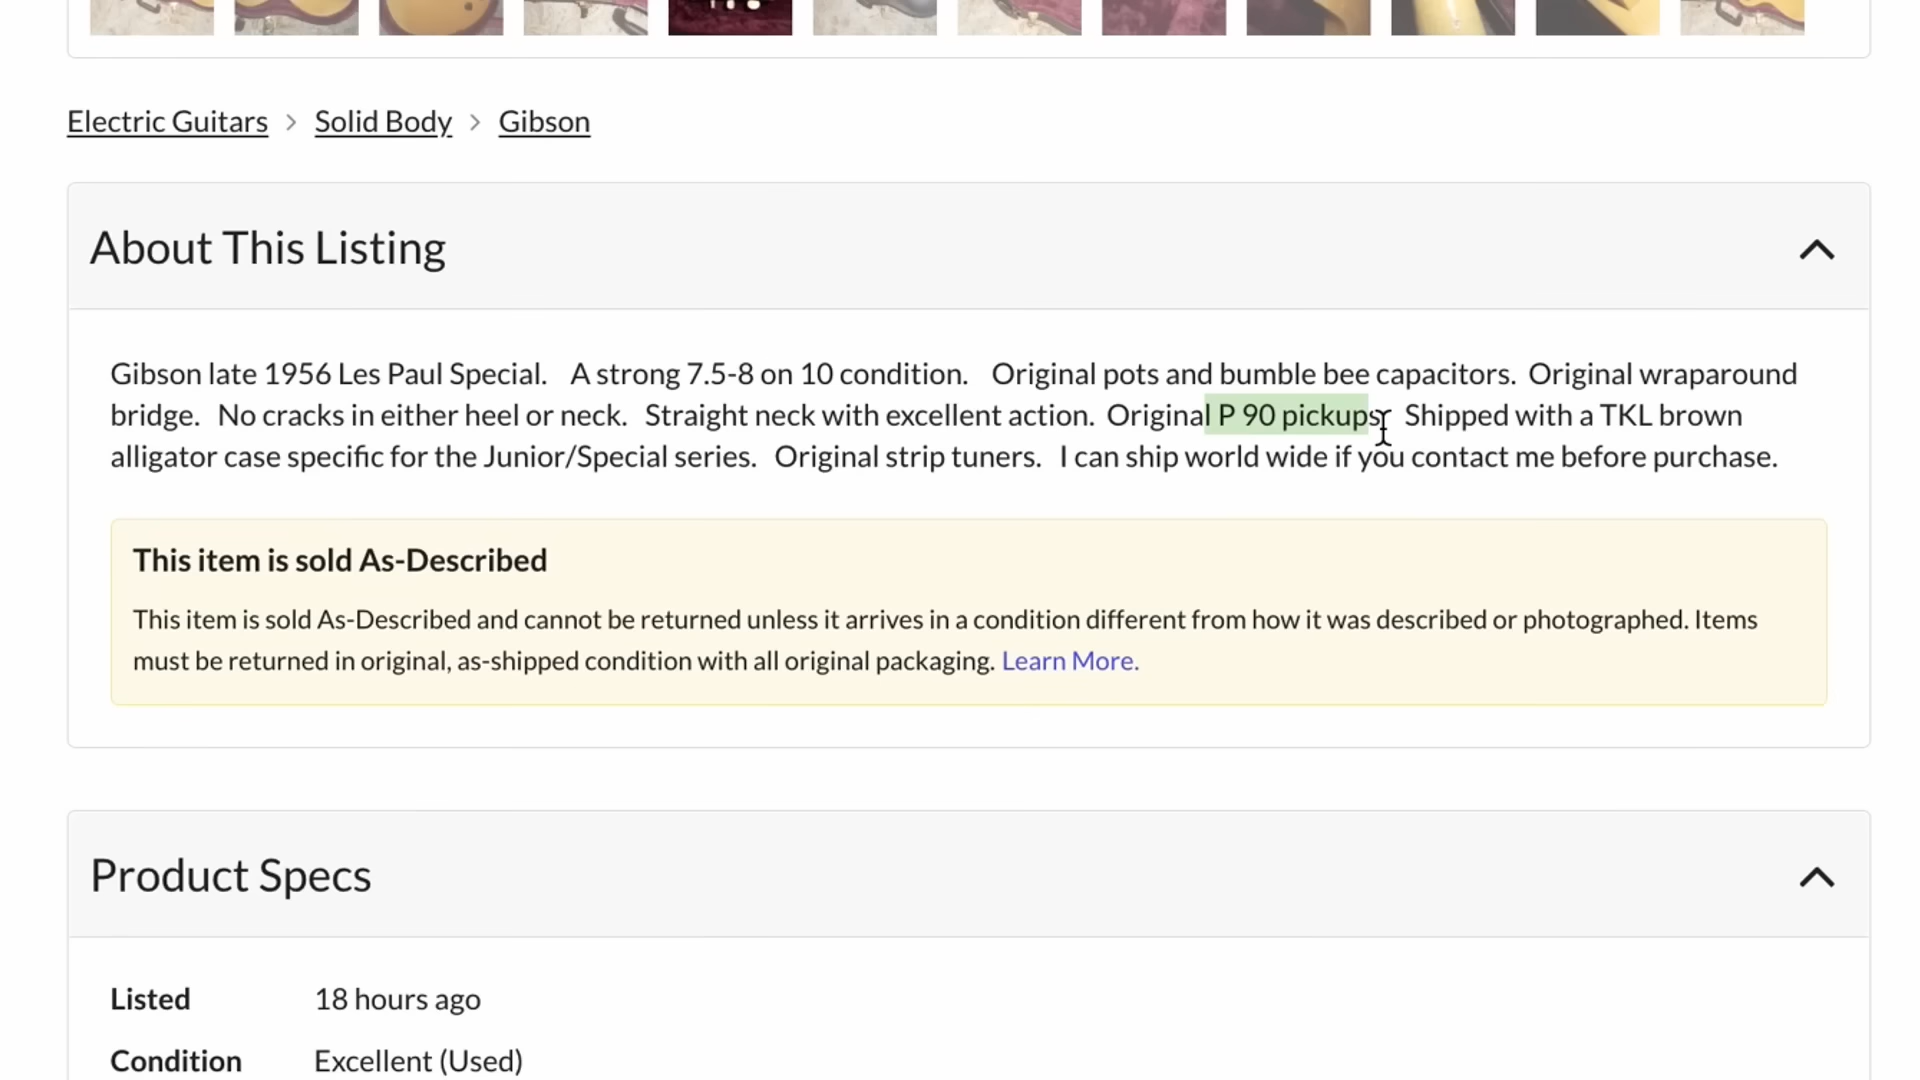 Electric Guitars > Solid Body > Gibson
About This Listing
Gibson late 1956 Les Paul Special. A strong 7.5-8 on 10 condition. Original pots and bumble bee capacitors. Original wraparound
bridge. No cracks in either heel or neck. Straight neck with excellent action. Original P 90 pickups. Shipped with a TKL brown
alligator case specific for the Junior/Special series. Original strip tuners. I can ship world wide if you contact me before purchase.
This item is sold As-Described
This item is sold As-Described and cannot be returned unless it arrives in a condition different from how it was described or photographed. Items
must be returned in original, as-shipped condition with all original packaging. Learn More.
Product Specs
Listed 18 hours ago
Condition Excellent (Used)